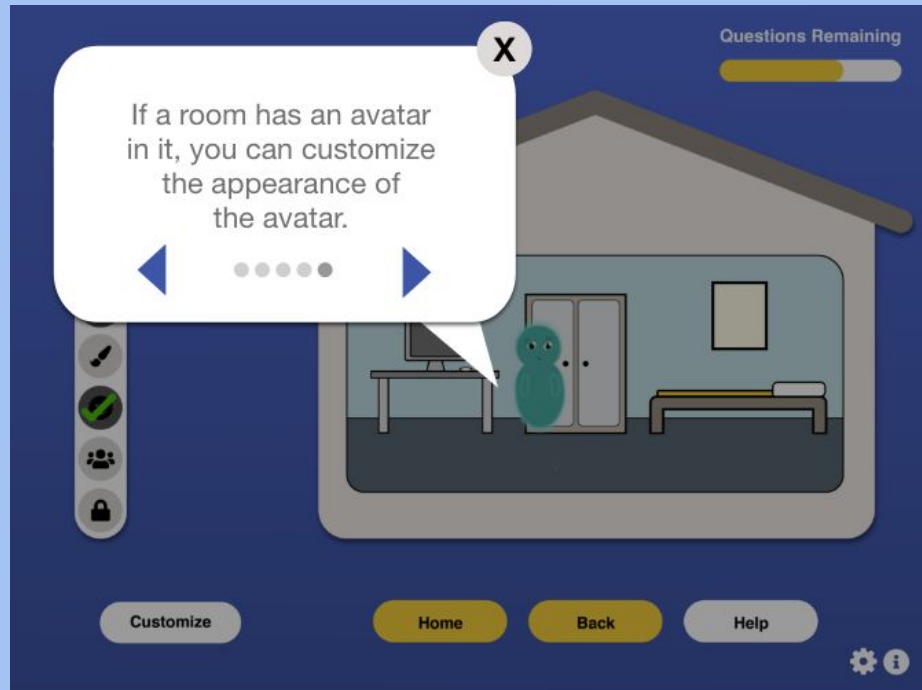 X
Questions Remaining
If a room has an avatar
in it, you can customize
the appearance of
the avatar.
Customize
Home
Back
Help
i